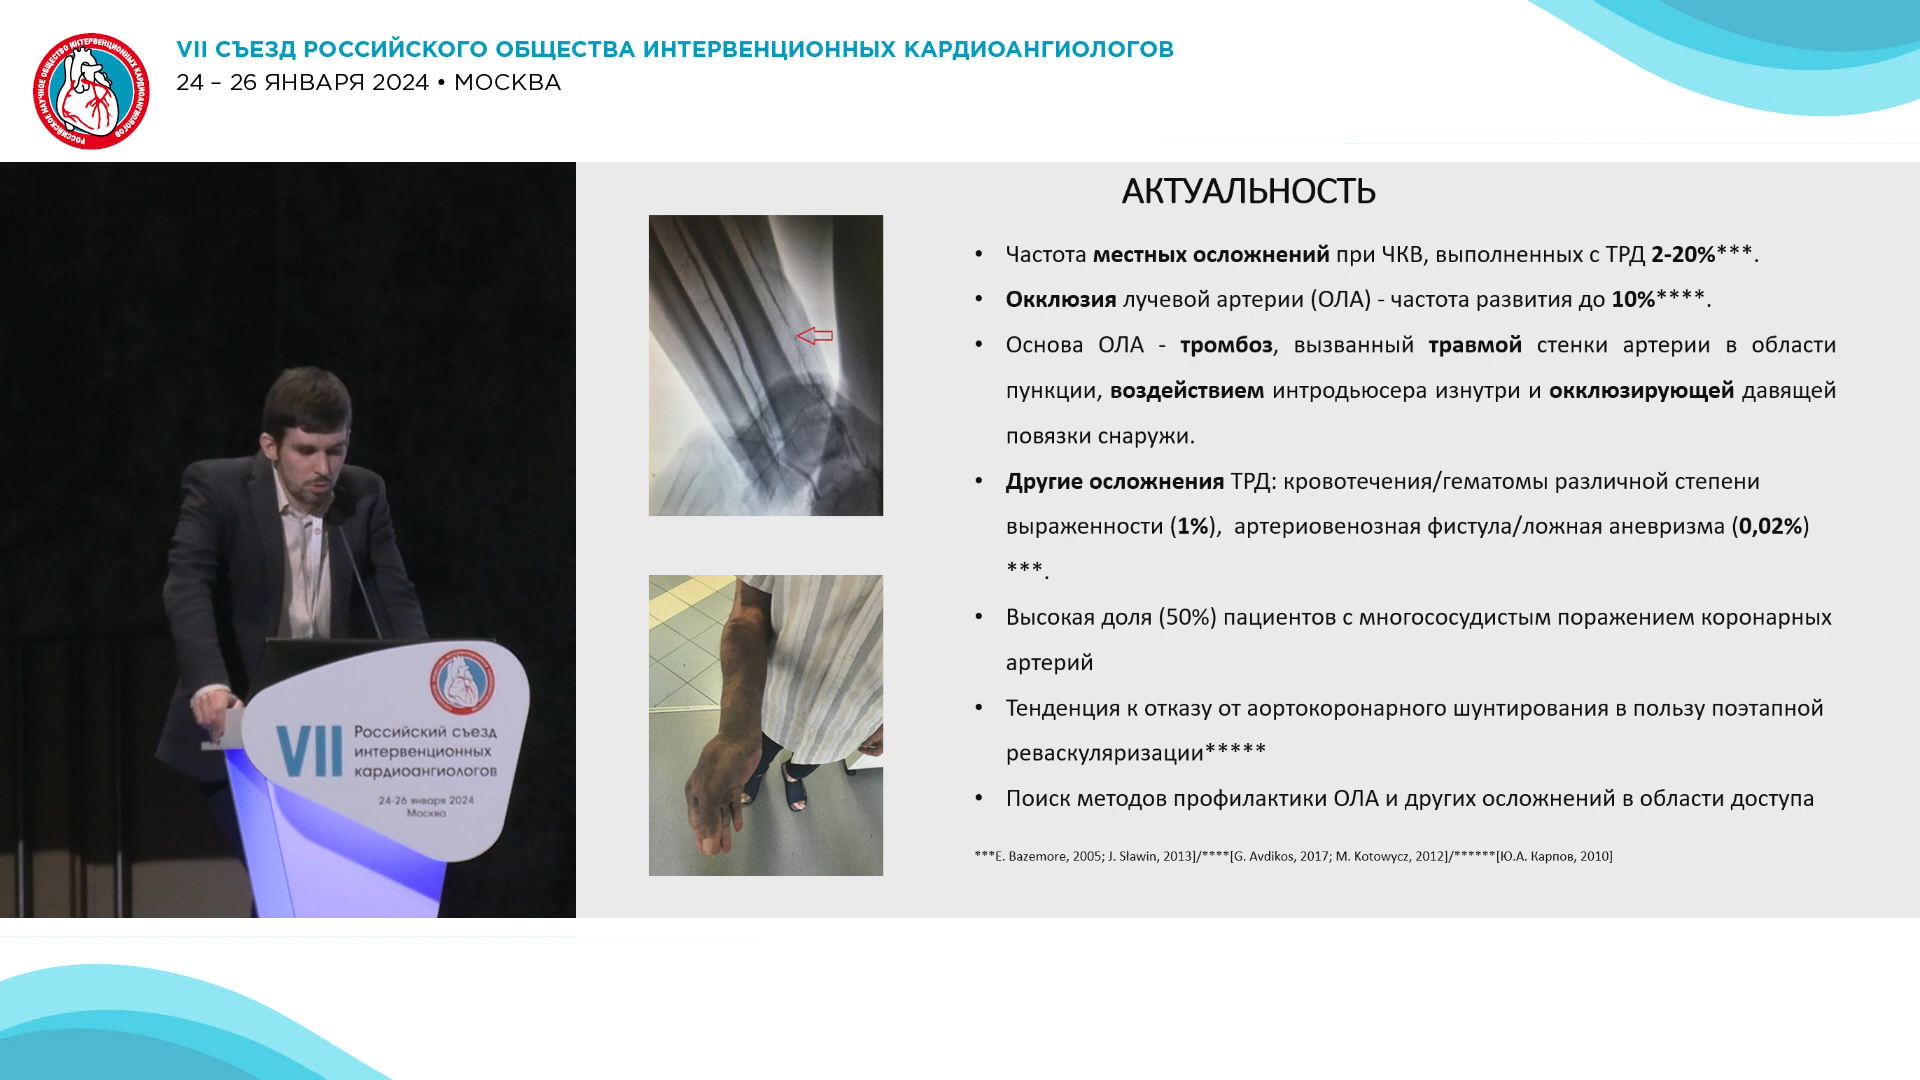 VII СЪЕЗД РОССИЙСКОГО ОБЩЕСТВА ИНТЕРВЕНЦИОННЫХ КАРДИОАНГИОЛОГОВ
24 – 26 ЯНВАРЯ 2024 • МОСКВА
РОССИЙСКОЕ НАУЧНОЕ ОБЩЕСТВО ИНТЕРВЕНЦИОННЫХ КАРДИОАНГИОЛОГОВ
АКТУАЛЬНОСТЬ
• Частота местных осложнений при ЧКВ, выполненных с ТРД 2-20%***.
• Окклюзия лучевой артерии (ОЛА) - частота развития до 10%****.
• Основа ОЛА - тромбоз, вызванный травмой стенки артерии в области
пункции, воздействием интродьюсера изнутри и окклюзирующей давящей
повязки снаружи.
• Другие осложнения ТРД: кровотечения/гематомы различной степени
выраженности (1%), артериовенозная фистула/ложная аневризма (0,02%)
***.
• Высокая доля (50%) пациентов с многососудистым поражением коронарных
артерий
• Тенденция к отказу от аортокоронарного шунтирования в пользу поэтапной
реваскуляризации*****
• Поиск методов профилактики ОЛА и других осложнений в области доступа
***E. Bazemore, 2005; J. Slawin, 2013]/****[G. Avdikos, 2017; M. Kotowycz, 2012]/******[Ю.А. Карпов, 2010]
VII
Российский съезд
интервенционных
кардиоангиологов
24-26 января 2024
Москва